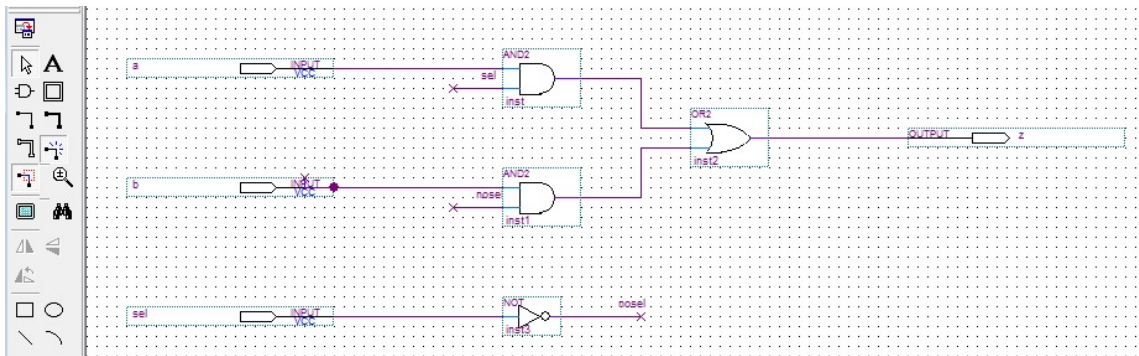 A
a
INPUT
VCC
AND2
sel
inst
OR2
inst2
OUTPUT
z
b
INPUT
VCC
AND2
nose
inst1
sel
INPUT
VCC
NOT
inst3
nosel